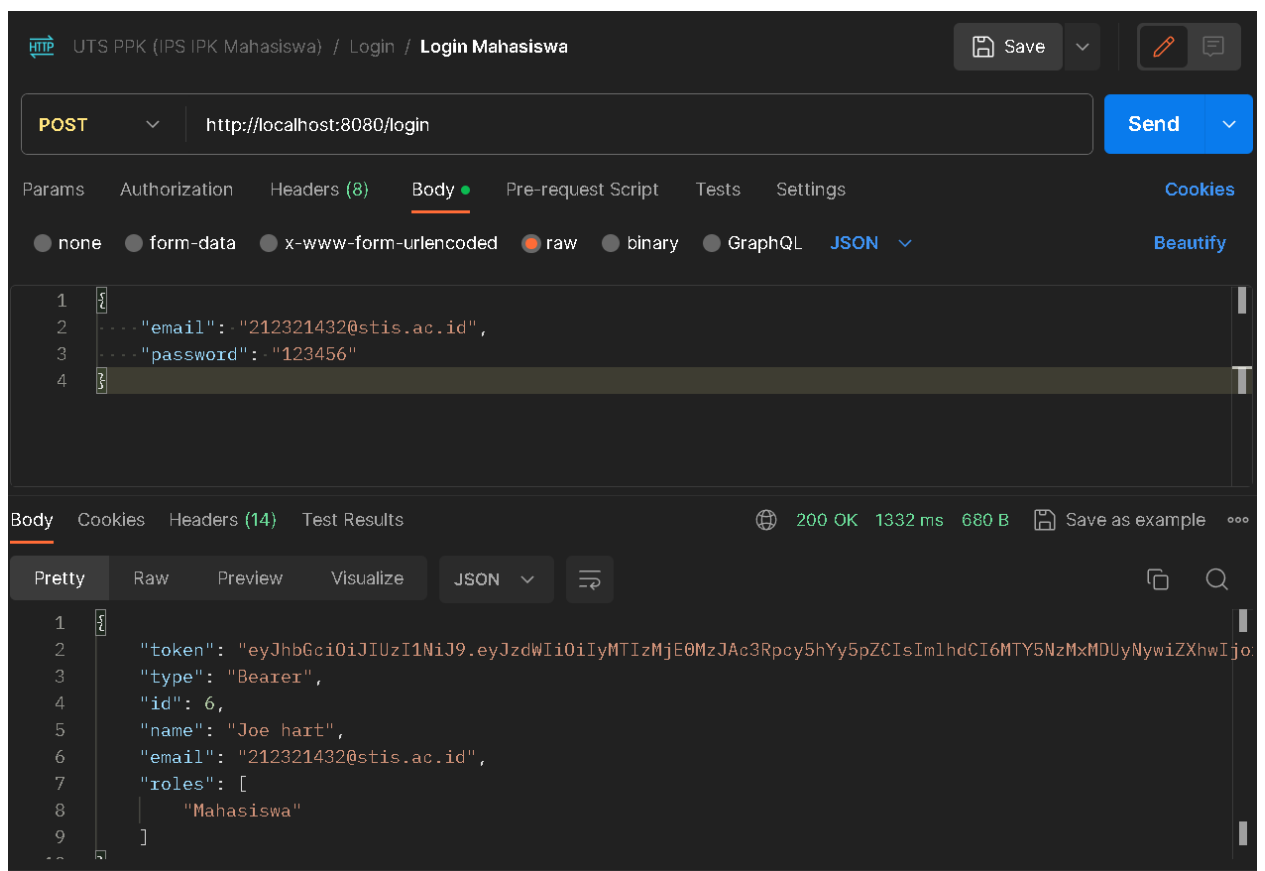 HTTP UTS PPK (IPS IPK Mahasiswa) / Login / Login Mahasiswa Save
POST http://localhost:8080/login Send
Params Authorization Headers (8) Body Pre-request Script Tests Settings Cookies
none form-data x-www-form-urlencoded raw binary GraphQL JSON Beautify
1 {
2 "email": "212321432@stis.ac.id",
3 "password": "123456"
4 }
Body Cookies Headers (14) Test Results 200 OK 1332 ms 680 B Save as example
Pretty Raw Preview Visualize JSON
1 {
2 "token": "eyJhbGciOiJIUzI1NiJ9.eyJzdWIiOiIyMTIzMjE0MzJAc3Rpcy5hYy5pZCIsImlhdCI6MTY5NzMxMDUyNywiZXhwIjo
3 "type": "Bearer",
4 "id": 6,
5 "name": "Joe hart",
6 "email": "212321432@stis.ac.id",
7 "roles": [
8 "Mahasiswa"
9 ]
10 }